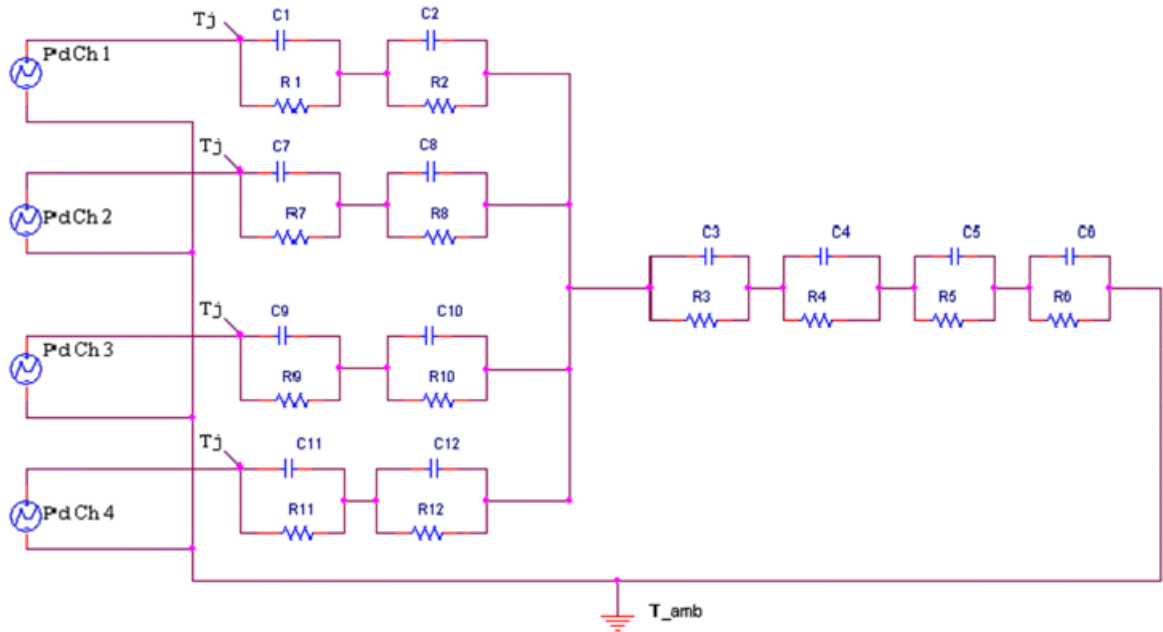 C1
C2
Tj
PdCh1
R1
R2
Tj
C7
C8
PdCh2
R7
R8
C3
C4
C5
C6
R3
R4
R5
R6
Tj
C9
C10
PdCh3
R9
R10
Tj
C11
C12
PdCh4
R11
R12
T_amb